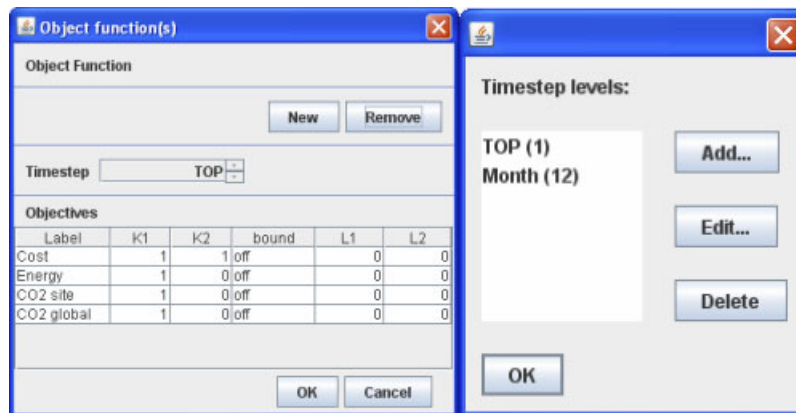 Object function(s)
Object Function
New Remove
Timestep TOP
Objectives
Label K1 K2 bound L1 L2
Cost 1 1 off 0 0
Energy 1 0 off 0 0
CO2 site 1 0 off 0 0
CO2 global 1 0 off 0 0
OK Cancel
Timestep levels:
TOP (1)
Month (12)
Add...
Edit...
Delete
OK